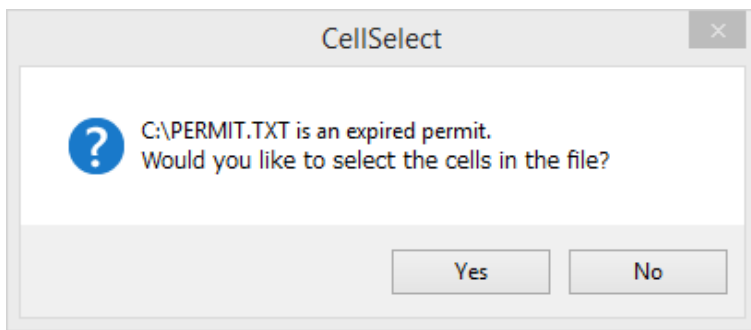 CellSelect
C:\PERMIT.TXT is an expired permit.
Would you like to select the cells in the file?
Yes No